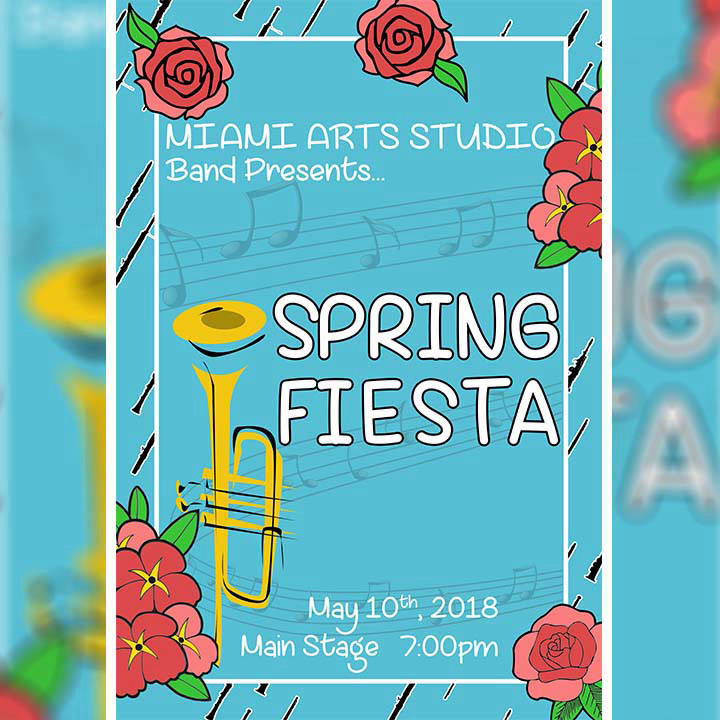 MIAMI ARTS STUDIO
Band Presents...
SPRING
FIESTA
May 10th, 2018
Main Stage 7:00pm